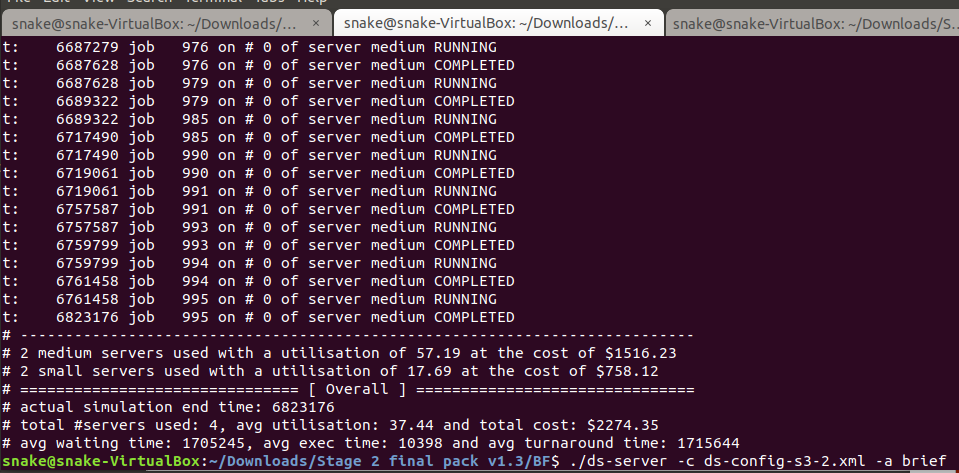 File Edit View Search Terminal Tabs Help
snake@snake-VirtualBox: ~/Downloads/... × snake@snake-VirtualBox: ~/Downloads/... × snake@snake-VirtualBox: ~/Downloads/S...
t:    6687279 job   976 on # 0 of server medium RUNNING
t:    6687628 job   976 on # 0 of server medium COMPLETED
t:    6687628 job   979 on # 0 of server medium RUNNING
t:    6689322 job   979 on # 0 of server medium COMPLETED
t:    6689322 job   985 on # 0 of server medium RUNNING
t:    6717490 job   985 on # 0 of server medium COMPLETED
t:    6717490 job   990 on # 0 of server medium RUNNING
t:    6719061 job   990 on # 0 of server medium COMPLETED
t:    6719061 job   991 on # 0 of server medium RUNNING
t:    6757587 job   991 on # 0 of server medium COMPLETED
t:    6757587 job   993 on # 0 of server medium RUNNING
t:    6759799 job   993 on # 0 of server medium COMPLETED
t:    6759799 job   994 on # 0 of server medium RUNNING
t:    6761458 job   994 on # 0 of server medium COMPLETED
t:    6761458 job   995 on # 0 of server medium RUNNING
t:    6823176 job   995 on # 0 of server medium COMPLETED
# ---------------------------------------------------------------------------
# 2 medium servers used with a utilisation of 57.19 at the cost of $1516.23
# 2 small servers used with a utilisation of 17.69 at the cost of $758.12
# =============================== [ Overall ] ===============================
# actual simulation end time: 6823176
# total #servers used: 4, avg utilisation: 37.44 and total cost: $2274.35
# avg waiting time: 1705245, avg exec time: 10398 and avg turnaround time: 1715644
snake@snake-VirtualBox:~/Downloads/Stage 2 final pack v1.3/BF$ ./ds-server -c ds-config-s3-2.xml -a brief